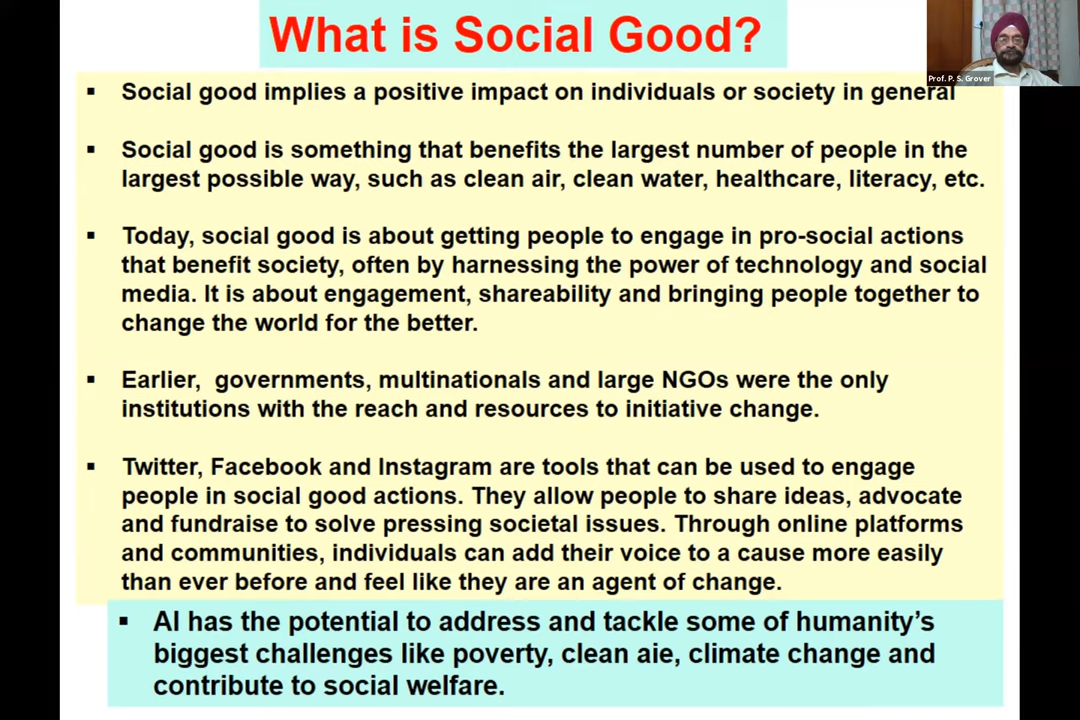 What is Social Good?
Prof. P. S. Grover
▪ Social good implies a positive impact on individuals or society in general
▪ Social good is something that benefits the largest number of people in the
largest possible way, such as clean air, clean water, healthcare, literacy, etc.
▪ Today, social good is about getting people to engage in pro-social actions
that benefit society, often by harnessing the power of technology and social
media. It is about engagement, shareability and bringing people together to
change the world for the better.
▪ Earlier,  governments, multinationals and large NGOs were the only
institutions with the reach and resources to initiative change.
▪ Twitter, Facebook and Instagram are tools that can be used to engage
people in social good actions. They allow people to share ideas, advocate
and fundraise to solve pressing societal issues. Through online platforms
and communities, individuals can add their voice to a cause more easily
than ever before and feel like they are an agent of change.
▪ AI has the potential to address and tackle some of humanity’s
biggest challenges like poverty, clean aie, climate change and
contribute to social welfare.